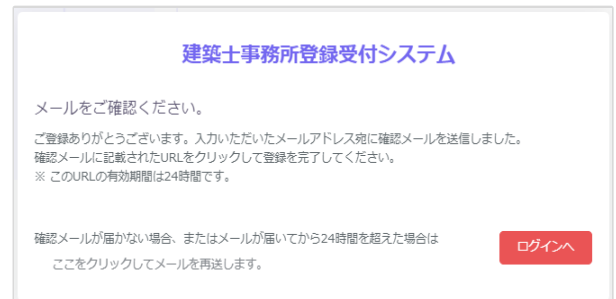 建築士事務所登録受付システム
メールをご確認ください。
ご登録ありがとうございます。入力いただいたメールアドレス宛に確認メールを送信しました。
確認メールに記載されたURLをクリックして登録を完了してください。
※ このURLの有効期間は24時間です。
確認メールが届かない場合、またはメールが届いてから24時間を超えた場合は
ここをクリックしてメールを再送します。
ログインへ